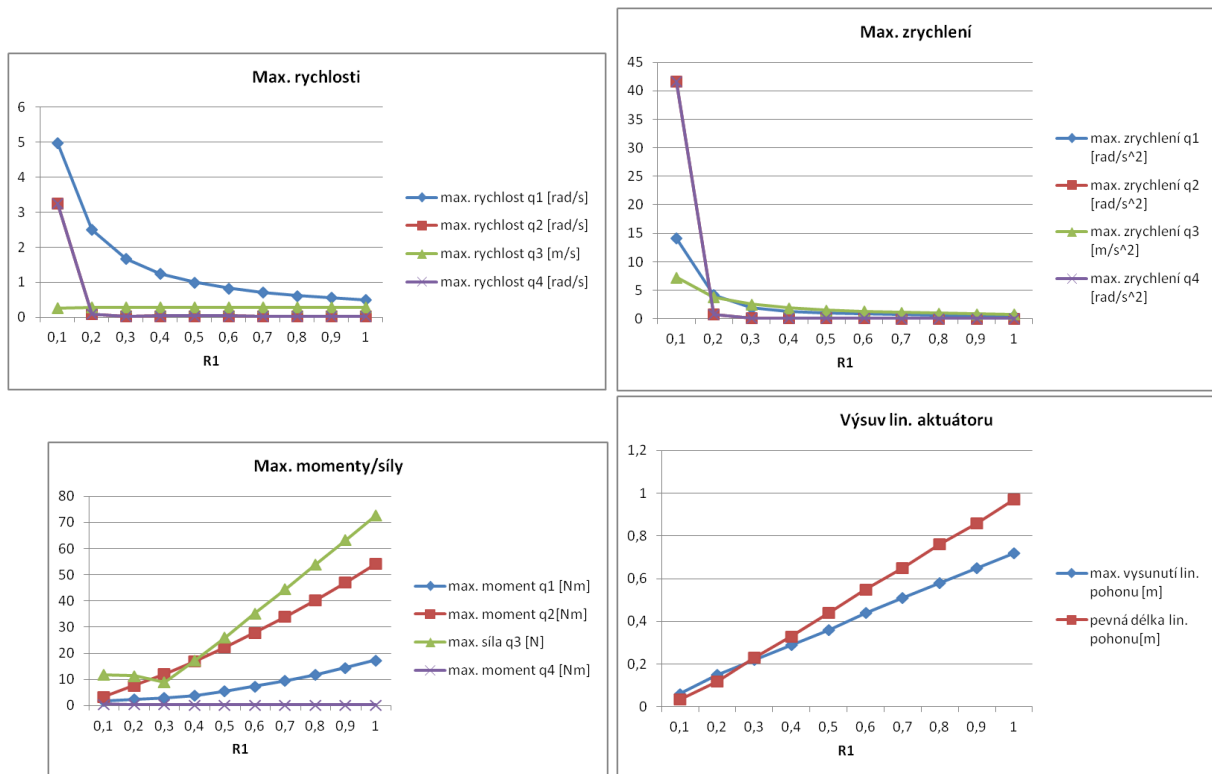 Max. rychlosti
6
5
4
3
2
1
0
0,1 0,2 0,3 0,4 0,5 0,6 0,7 0,8 0,9 1
R1
max. rychlost q1 [rad/s]
max. rychlost q2 [rad/s]
max. rychlost q3 [m/s]
max. rychlost q4 [rad/s]
Max. zrychlení
45
40
35
30
25
20
15
10
5
0
0,1 0,2 0,3 0,4 0,5 0,6 0,7 0,8 0,9 1
R1
max. zrychlení q1
[rad/s^2]
max. zrychlení q2
[rad/s^2]
max. zrychlení q3
[m/s^2]
max. zrychlení q4
[rad/s^2]
Max. momenty/síly
80
70
60
50
40
30
20
10
0
0,1 0,2 0,3 0,4 0,5 0,6 0,7 0,8 0,9 1
R1
max. moment q1 [Nm]
max. moment q2[Nm]
max. síla q3 [N]
max. moment q4 [Nm]
Výsuv lin. aktuátoru
1,2
1
0,8
0,6
0,4
0,2
0
0,1 0,2 0,3 0,4 0,5 0,6 0,7 0,8 0,9 1
R1
max. vysunutí lin.
pohonu [m]
pevná délka lin.
pohonu[m]